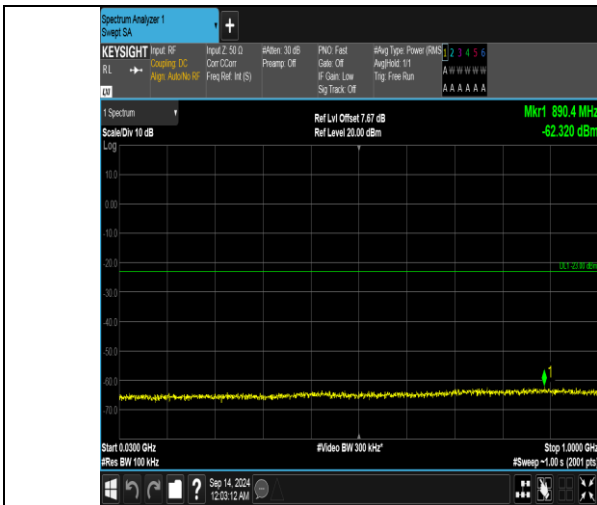 Spectrum Analyzer 1
Swept SA
+
KEYSIGHT Input: RF Input Z: 50 Ω #Atten: 30 dB PNO: Fast #Avg Type: Power (RMS 1 2 3 4 5 6
RL Coupling: DC Corr CCorr Preamp: Off Gate: Off Avg|Hold: 1/1 A W W W W W
Align: Auto/No RF Freq Ref: Int (S) IF Gain: Low Trig: Free Run
LXI Sig Track: Off A A A A A A
1 Spectrum Ref Lvl Offset 7.67 dB Mkr1 890.4 MHz
Scale/Div 10 dB Ref Level 20.00 dBm -62.320 dBm
Log
10.0
0.00
-10.0
-20.0
DL1 -23.00 dBm
-30.0
-40.0
-50.0
1
-60.0
-70.0
Start 0.0300 GHz #Video BW 300 kHz* Stop 1.0000 GHz
#Res BW 100 kHz #Sweep ~1.00 s (2001 pts)
? Sep 14, 2024
12:03:12 AM